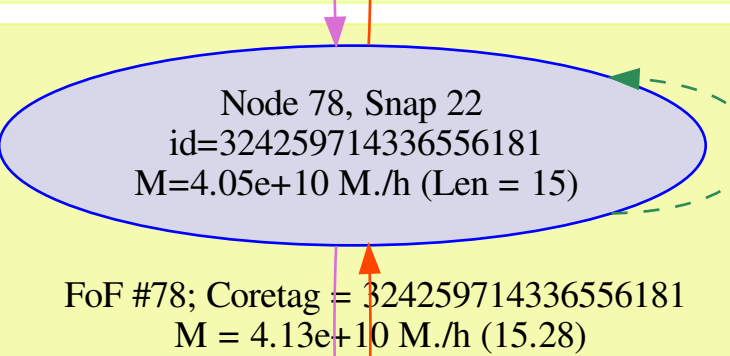 Node 78, Snap 22
id=324259714336556181
M=4.05e+10 M./h (Len = 15)
FoF #78; Coretag = 324259714336556181
M = 4.13e+10 M./h (15.28)